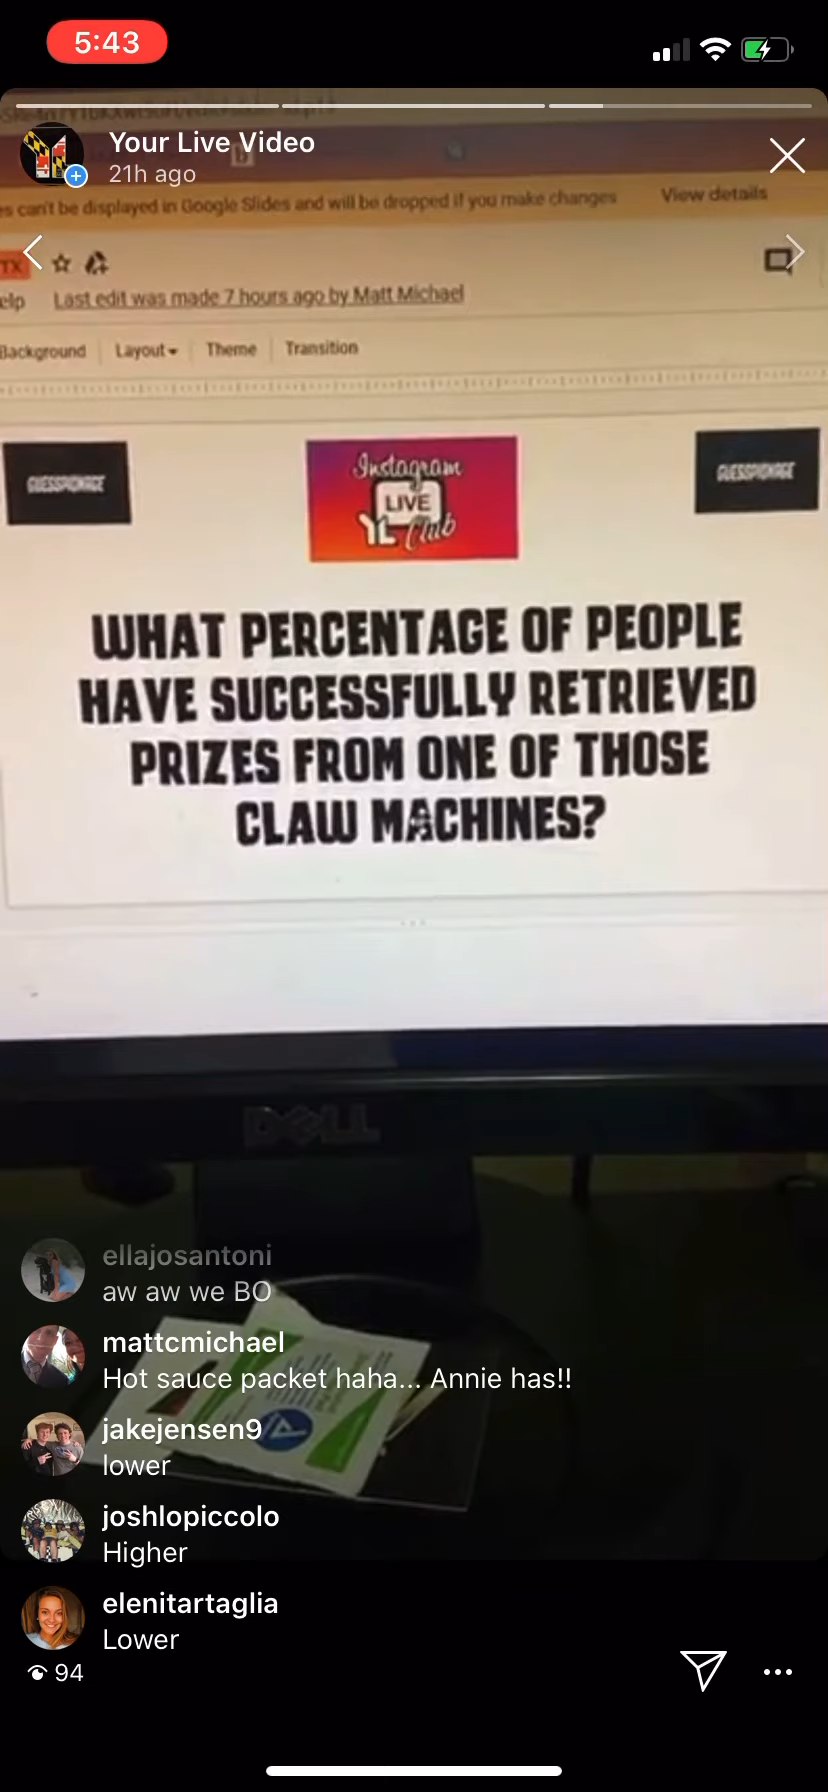 5:43
Your Live Video
21h ago
es can't be displayed in Google Slides and will be dropped if you make changes View details
TX
elp Last edit was made 7 hours ago by Matt Michael
Background Layout Theme Transition
GUESSPIONAGE
Instagram
LIVE
YL Club
GUESSPIONAGE
WHAT PERCENTAGE OF PEOPLE
HAVE SUCCESSFULLY RETRIEVED
PRIZES FROM ONE OF THOSE
CLAW MACHINES?
DELL
ellajosantoni
aw aw we BO
mattcmichael
Hot sauce packet haha... Annie has!!
jakejensen9
lower
joshlopiccolo
Higher
elenitartaglia
Lower
94